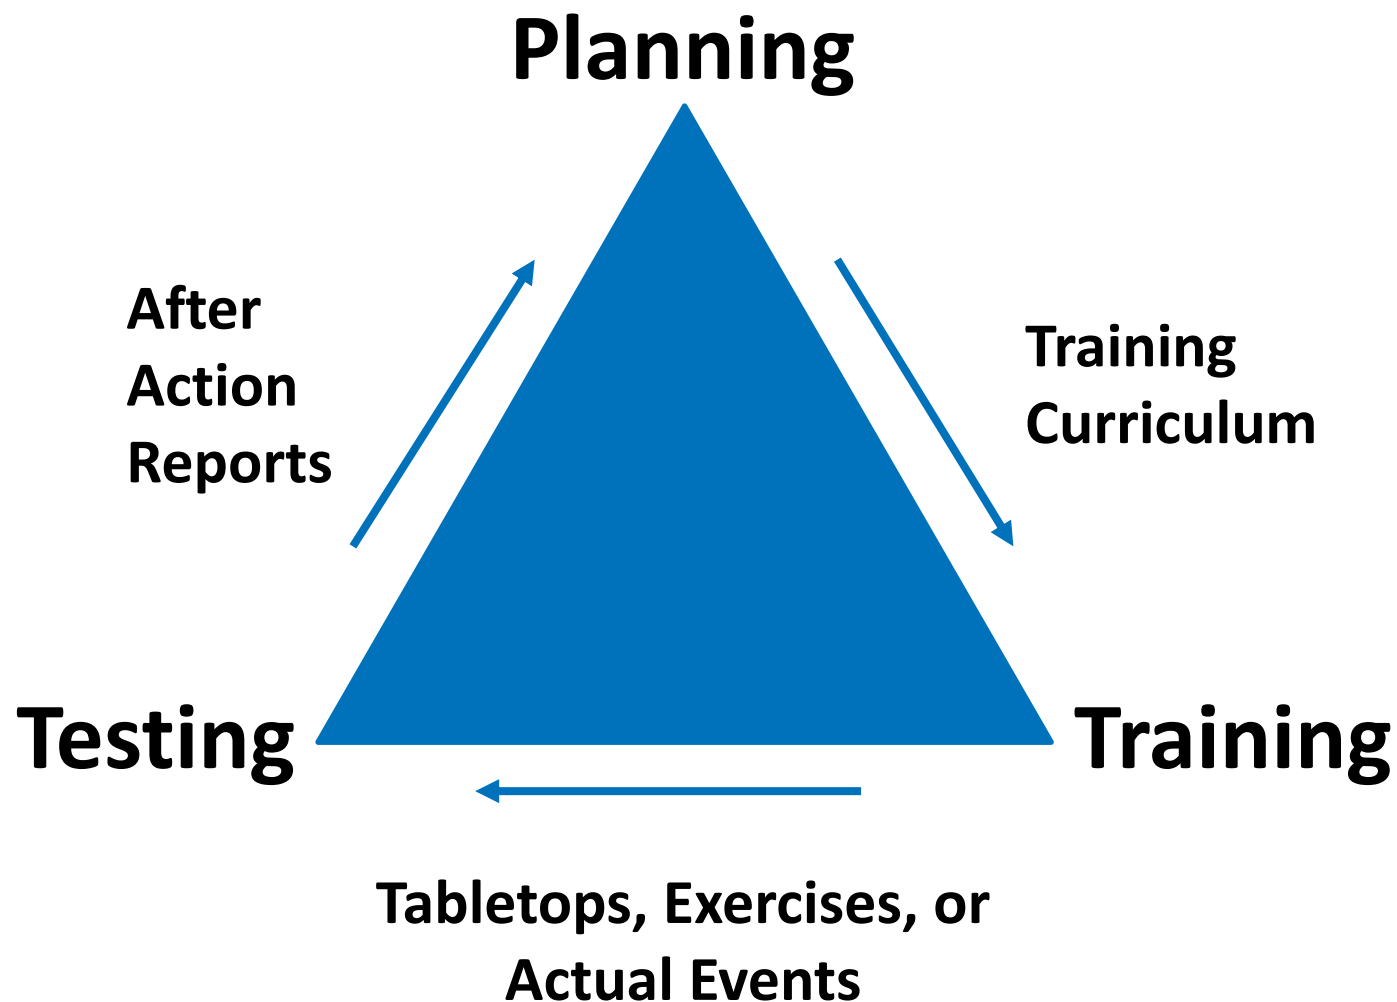 Planning
After
Action
Reports
Training
Curriculum
Testing
Training
Tabletops, Exercises, or
Actual Events